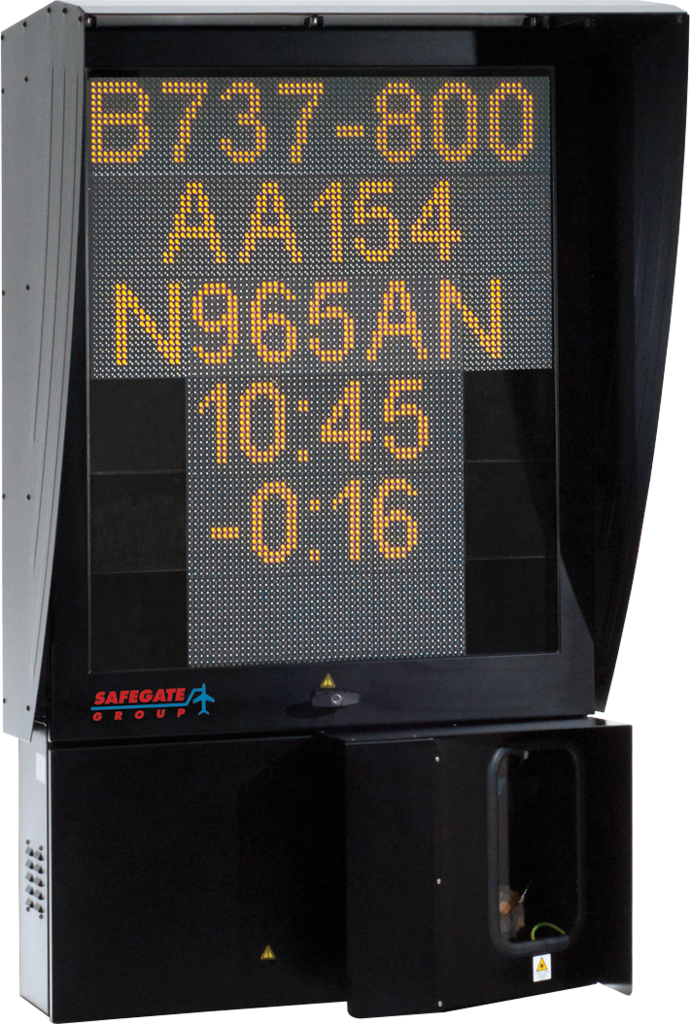 B737-800
AA154
N965AN
10:45
-0:16
SAFEGATE
GROUP